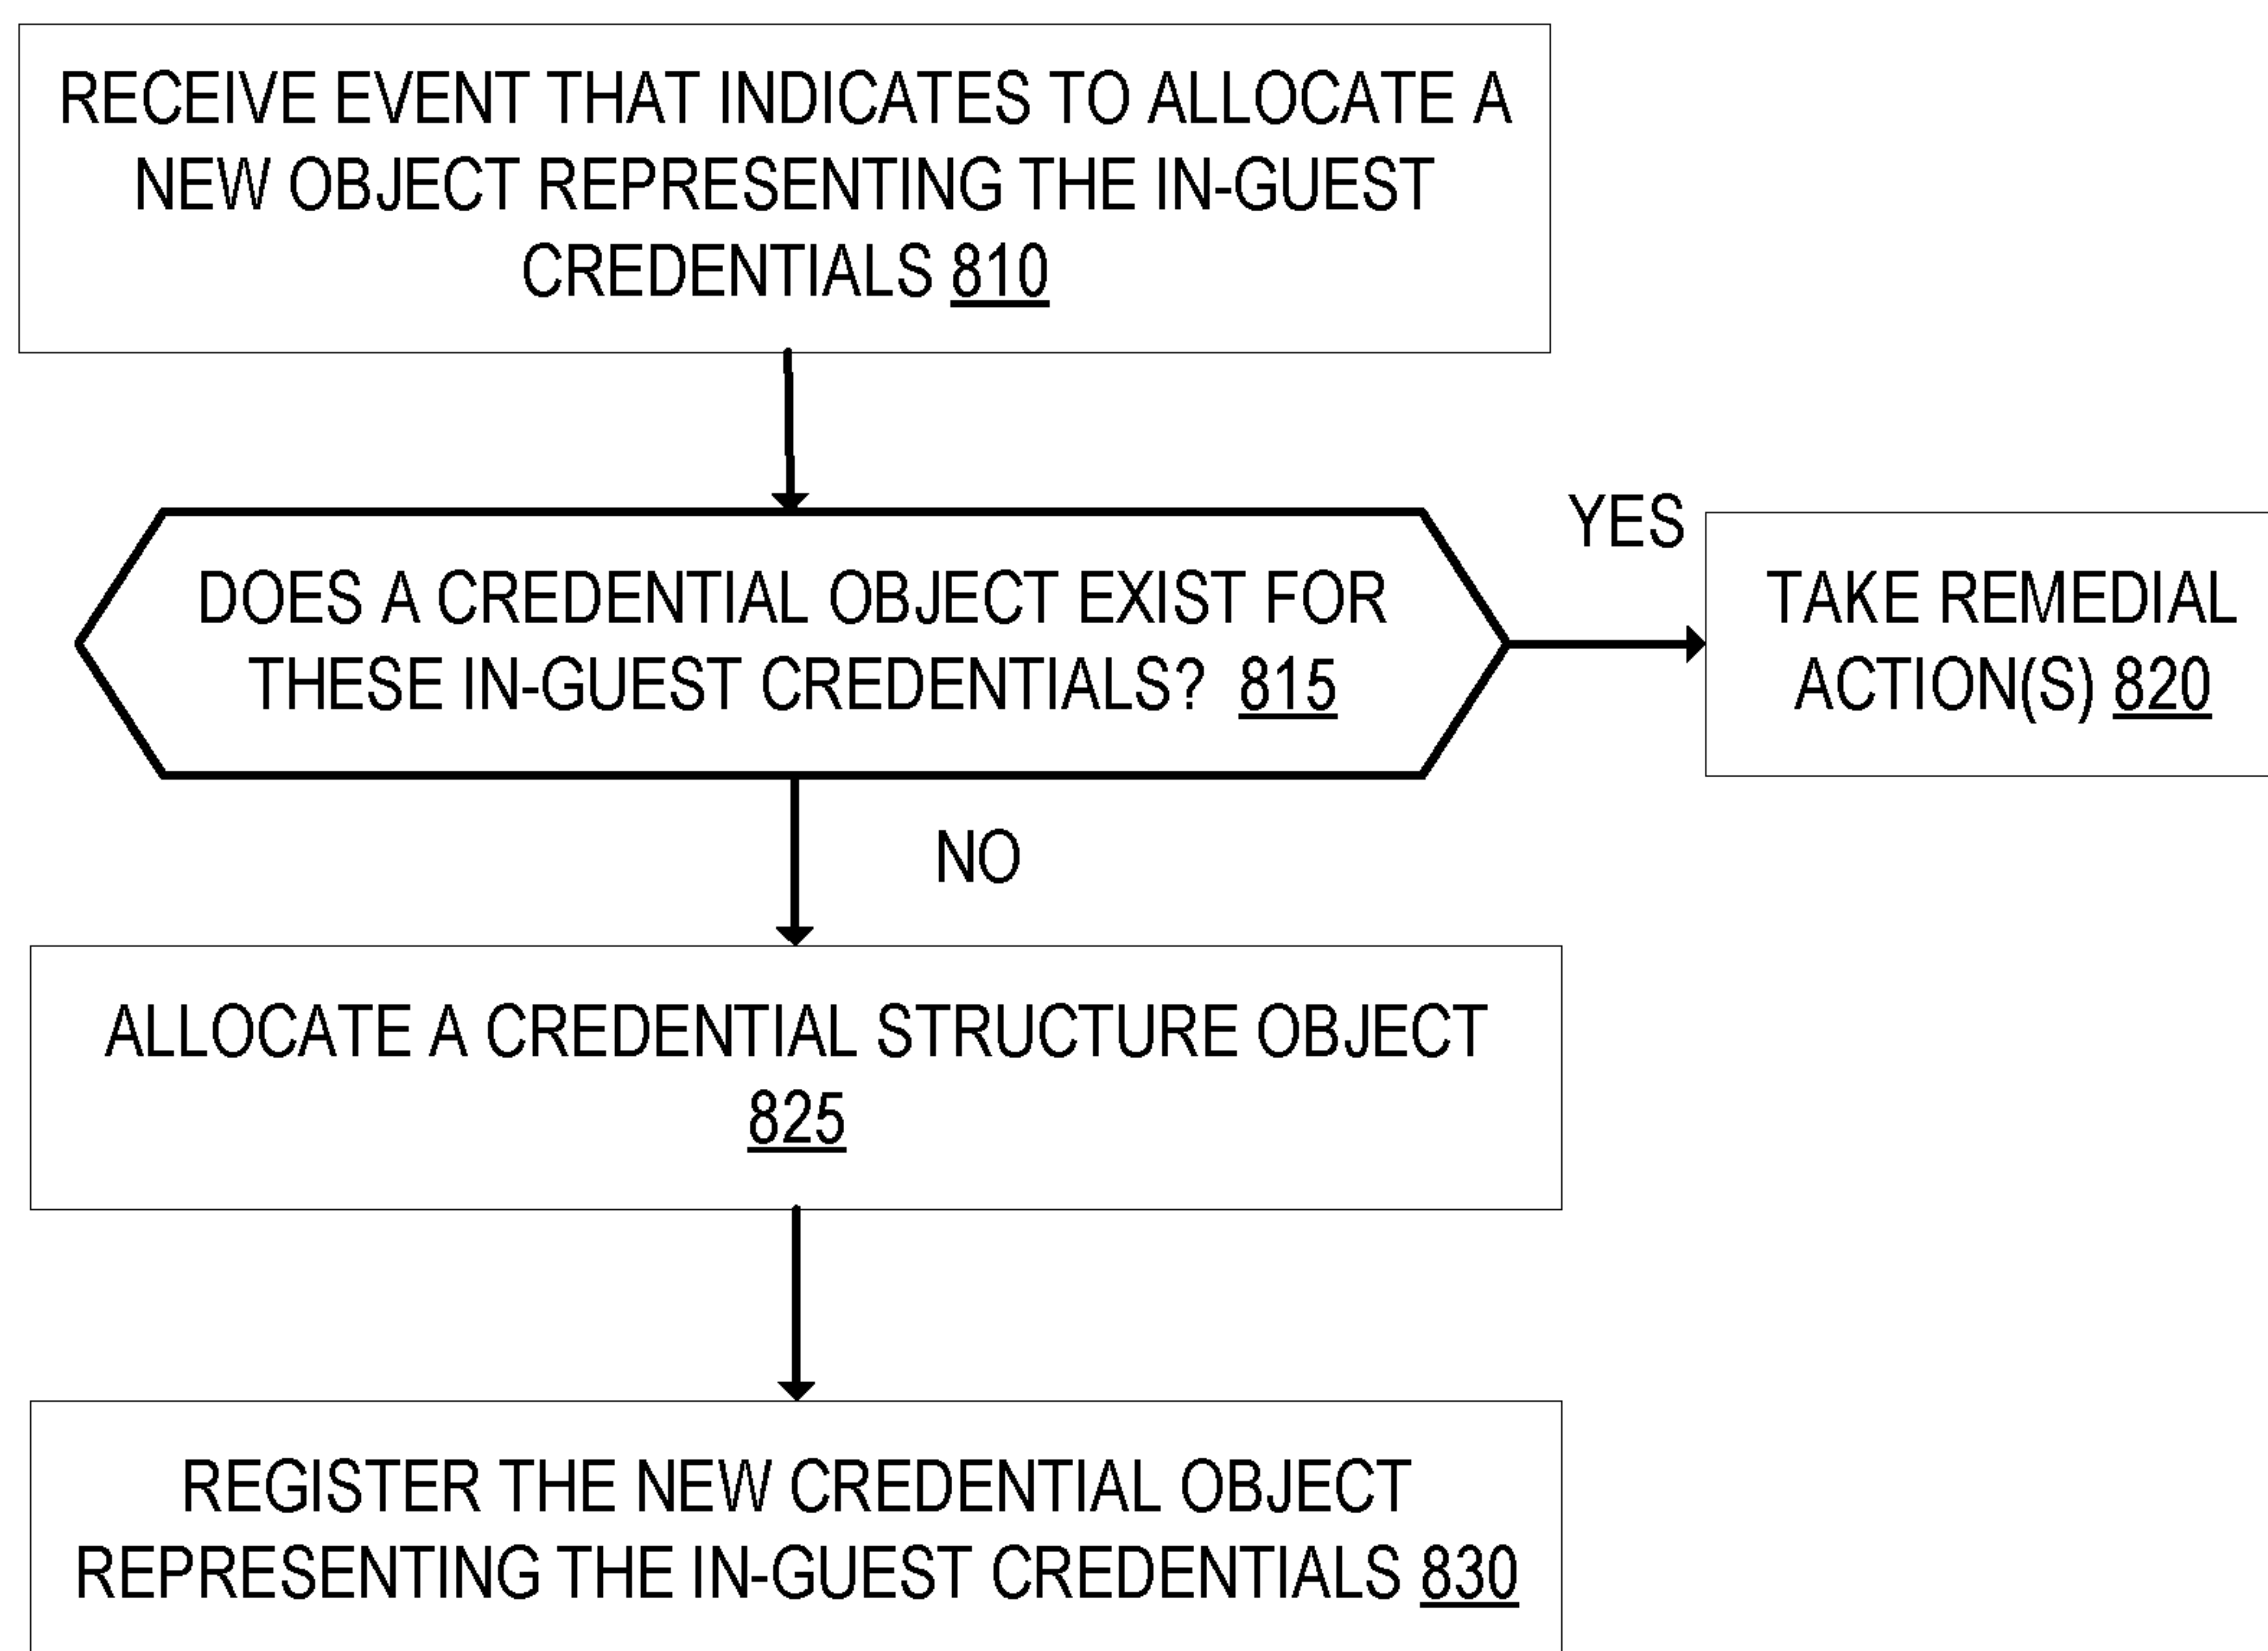 RECEIVE EVENT THAT INDICATES TO ALLOCATE A
NEW OBJECT REPRESENTING THE IN-GUEST
CREDENTIALS 810
DOES A CREDENTIAL OBJECT EXIST FOR
THESE IN-GUEST CREDENTIALS? 815
YES
TAKE REMEDIAL
ACTION(S) 820
NO
ALLOCATE A CREDENTIAL STRUCTURE OBJECT
825
REGISTER THE NEW CREDENTIAL OBJECT
REPRESENTING THE IN-GUEST CREDENTIALS 830